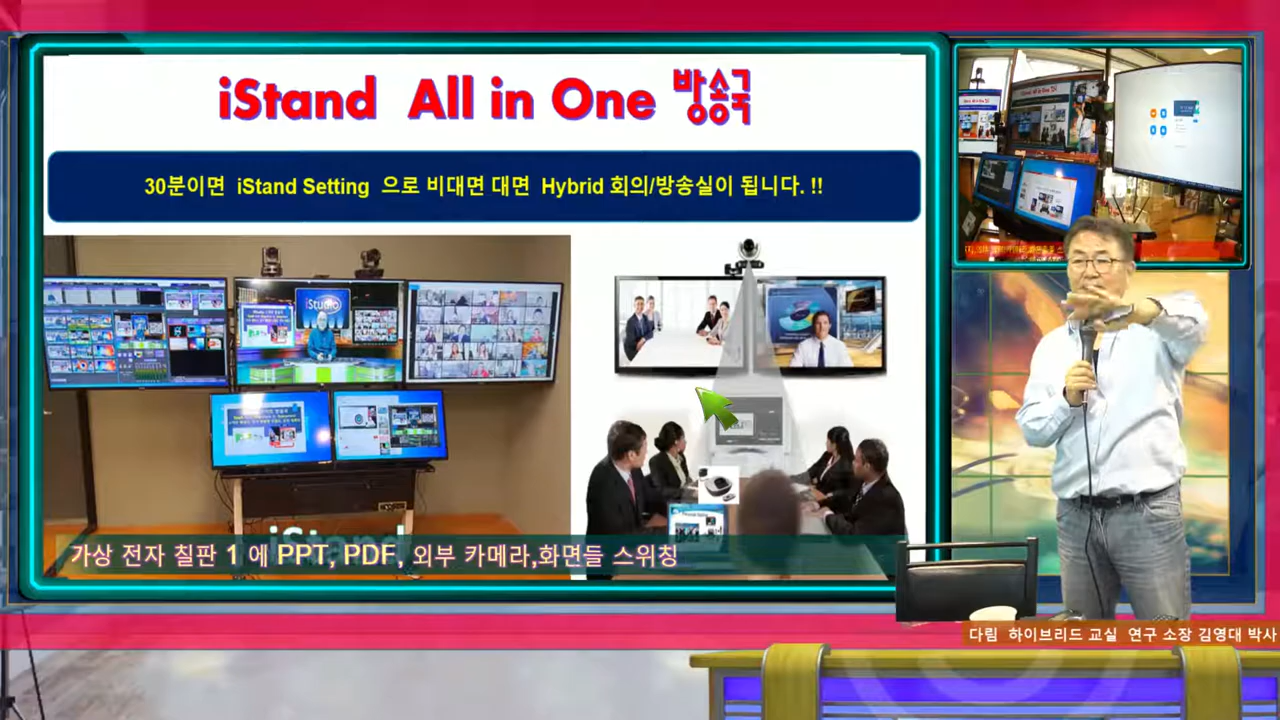 iStand All in One 방송국
30분이면 iStand Setting 으로 비대면 대면 Hybrid 회의/방송실이 됩니다. !!
iStudio
iStand
가상 전자 칠판 1 에 PPT, PDF, 외부 카메라,화면들 스위칭
다림 하이브리드 교실 연구 소장 김영대 박사